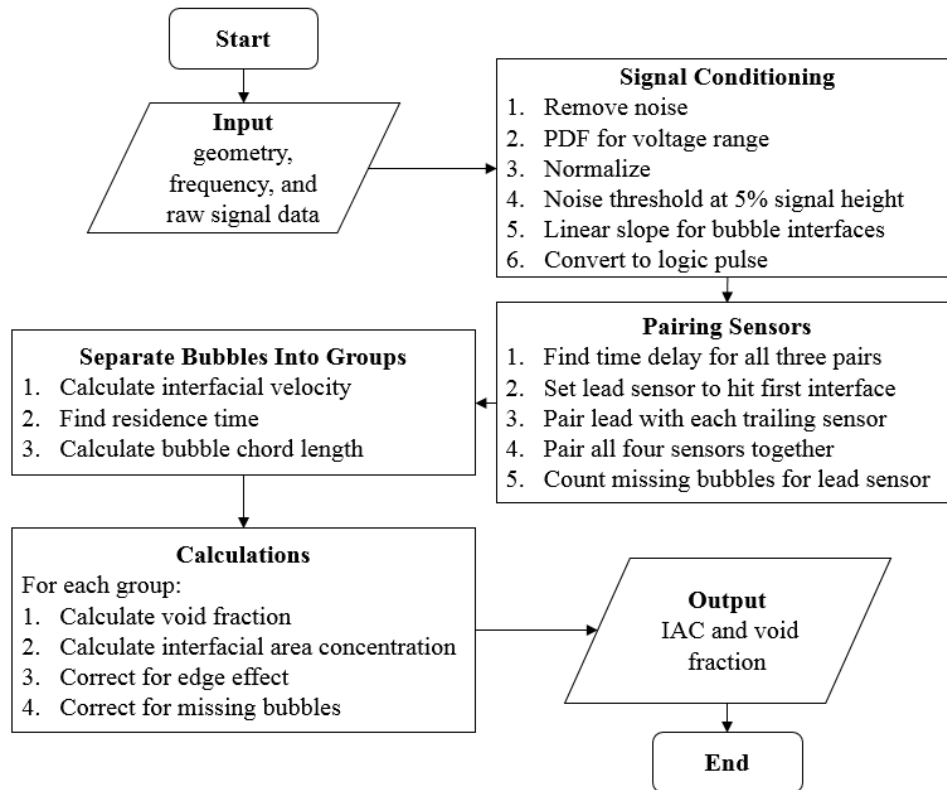 Start
Input
geometry,
frequency, and
raw signal data
Signal Conditioning
1. Remove noise
2. PDF for voltage range
3. Normalize
4. Noise threshold at 5% signal height
5. Linear slope for bubble interfaces
6. Convert to logic pulse
Pairing Sensors
1. Find time delay for all three pairs
2. Set lead sensor to hit first interface
3. Pair lead with each trailing sensor
4. Pair all four sensors together
5. Count missing bubbles for lead sensor
Separate Bubbles Into Groups
1. Calculate interfacial velocity
2. Find residence time
3. Calculate bubble chord length
Calculations
For each group:
1. Calculate void fraction
2. Calculate interfacial area concentration
3. Correct for edge effect
4. Correct for missing bubbles
Output
IAC and void
fraction
End